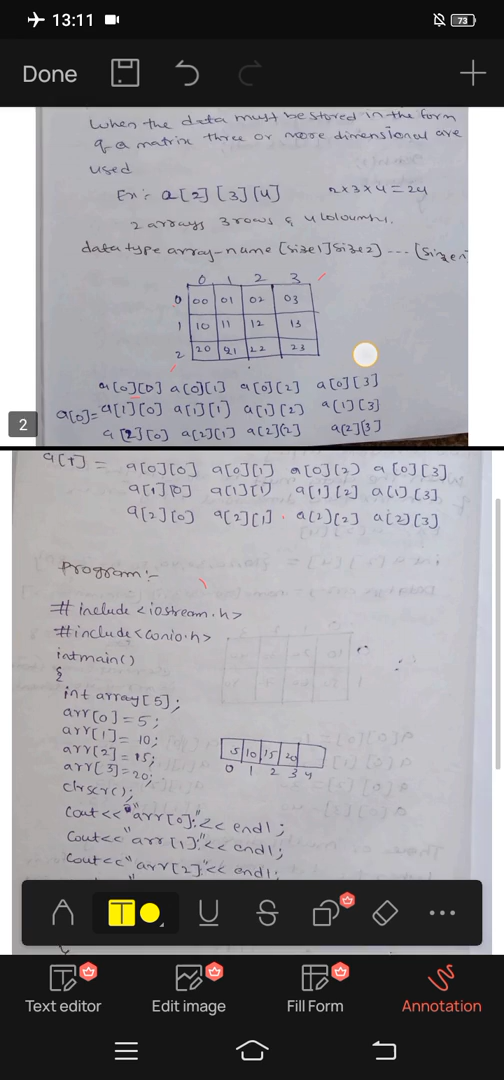 13:11
73
Done
When the data must be stored in the form
of a matrix three or more dimensional are
used
Ex:- a[2][3][4] 2x3x4=24
2 arrays 3 rows & 4 coloumns.
data type array-name [size1]size2] --- [sizen
0 1 2 3
0 00 01 02 03
1 10 11 12 13
2 20 21 22 23
a[0][0] a[0][1] a[0][2] a[0][3]
a[0]= a[1][0] a[1][1] a[1][2] a[1][3]
a[2][0] a[2][1] a[2][2] a[2][3]
2
a[1] = a[0][0] a[0][1] a[0][2) a[0][3]
a[1][0] a[1][1] a[1][2] a[1][3]
a[2][0] a[2][1] a[2][2] a[2][3]
Program:-
# include <iostream.h>
#include<conio.h>
intmain()
{
int array[5];
arr[0]=5;
arr[1]=10;
arr[2]=15;
arr[3]=20;
5 10 15 20
0 1 2 3 4
clrscr();
Cout<<"arr[0]:"<< endl;
Cout<<"arr[1]:"<< endl;
Cout<<"arr[2]:"<< endl;
T
U
S
Text editor
Edit image
Fill Form
Annotation